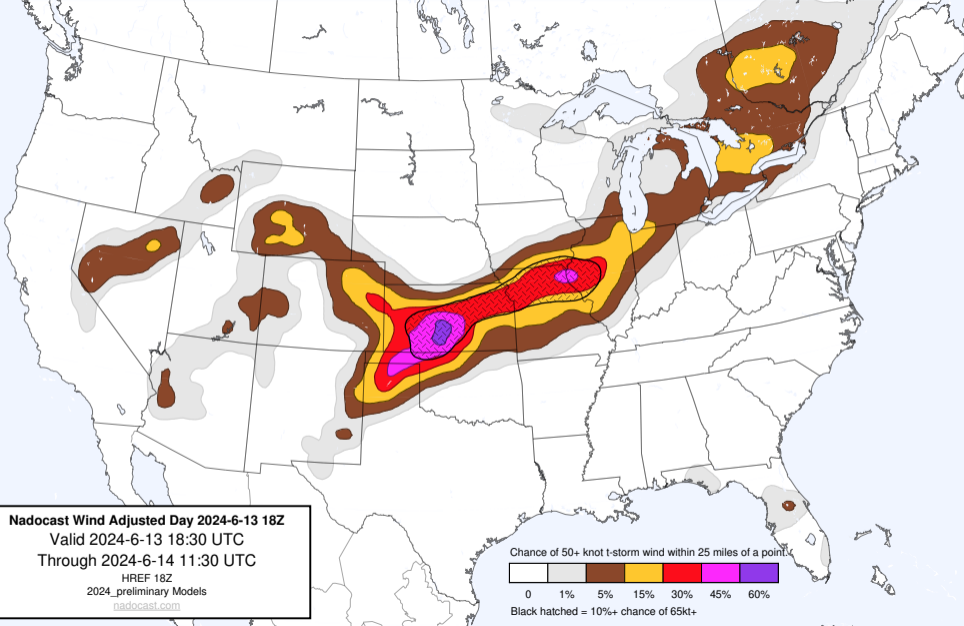 Nadocast Wind Adjusted Day 2024-6-13 18Z
Valid 2024-6-13 18:30 UTC
Through 2024-6-14 11:30 UTC
HREF 18Z
2024_preliminary Models
nadocast.com
Chance of 50+ knot t-storm wind within 25 miles of a point.
0 1% 5% 15% 30% 45% 60%
Black hatched = 10%+ chance of 65kt+